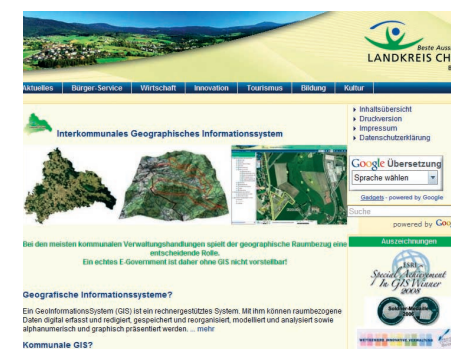 Beste Auss
LANDKREIS CH
Aktuelles Bürger-Service Wirtschaft Innovation Tourismus Bildung Kultur
Inhaltsübersicht
Druckversion
Impressum
Datenschutzerklärung
Interkommunales Geographisches Informationssystem
Google Übersetzung
Sprache wählen
Gadgets - powered by Google
Suche
powered by Goo
Bei den meisten kommunalen Verwaltungshandlungen spielt der geographische Raumbezug eine
entscheidende Rolle.
Ein echtes E-Government ist daher ohne GIS nicht vorstellbar!
Auszeichnungen
ESRI
Special Achievement
In GIS Winner
2008
Geografische Informationssysteme?
Ein GeoInformationsSystem (GIS) ist ein rechnergestütztes System. Mit ihm können raumbezogene
Daten digital erfasst und redigiert, gespeichert und reorganisiert, modelliert und analysiert sowie
alphanumerisch und graphisch präsentiert werden. ... mehr
Kommunale GIS?